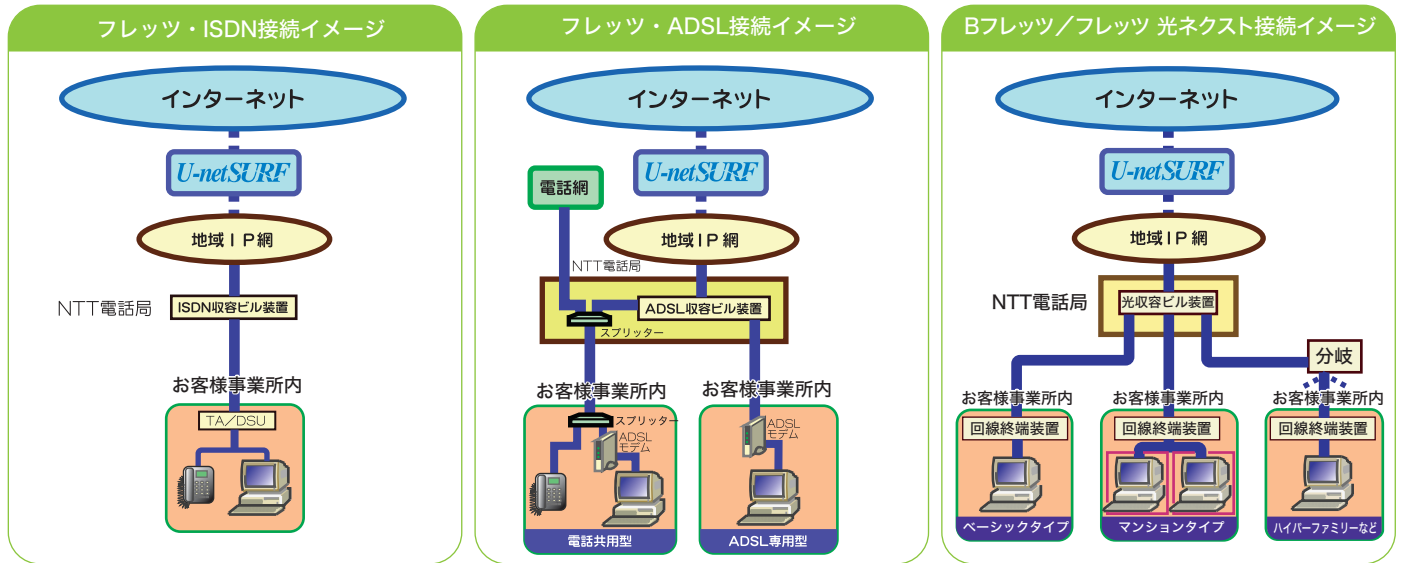 フレッツ・ISDN接続イメージ
インターネット
U-netSURF
地域IP網
NTT電話局
ISDN収容ビル装置
お客様事業所内
TA/DSU
フレッツ・ADSL接続イメージ
インターネット
電話網
U-netSURF
地域IP網
NTT電話局
ADSL収容ビル装置
スプリッター
お客様事業所内
お客様事業所内
スプリッター
ADSL
モデム
ADSL
モデム
電話共用型
ADSL専用型
Bフレッツ/フレッツ 光ネクスト接続イメージ
インターネット
U-netSURF
地域IP網
NTT電話局
光収容ビル装置
分岐
お客様事業所内
お客様事業所内
お客様事業所内
回線終端装置
回線終端装置
回線終端装置
ベーシックタイプ
マンションタイプ
ハイパーファミリーなど